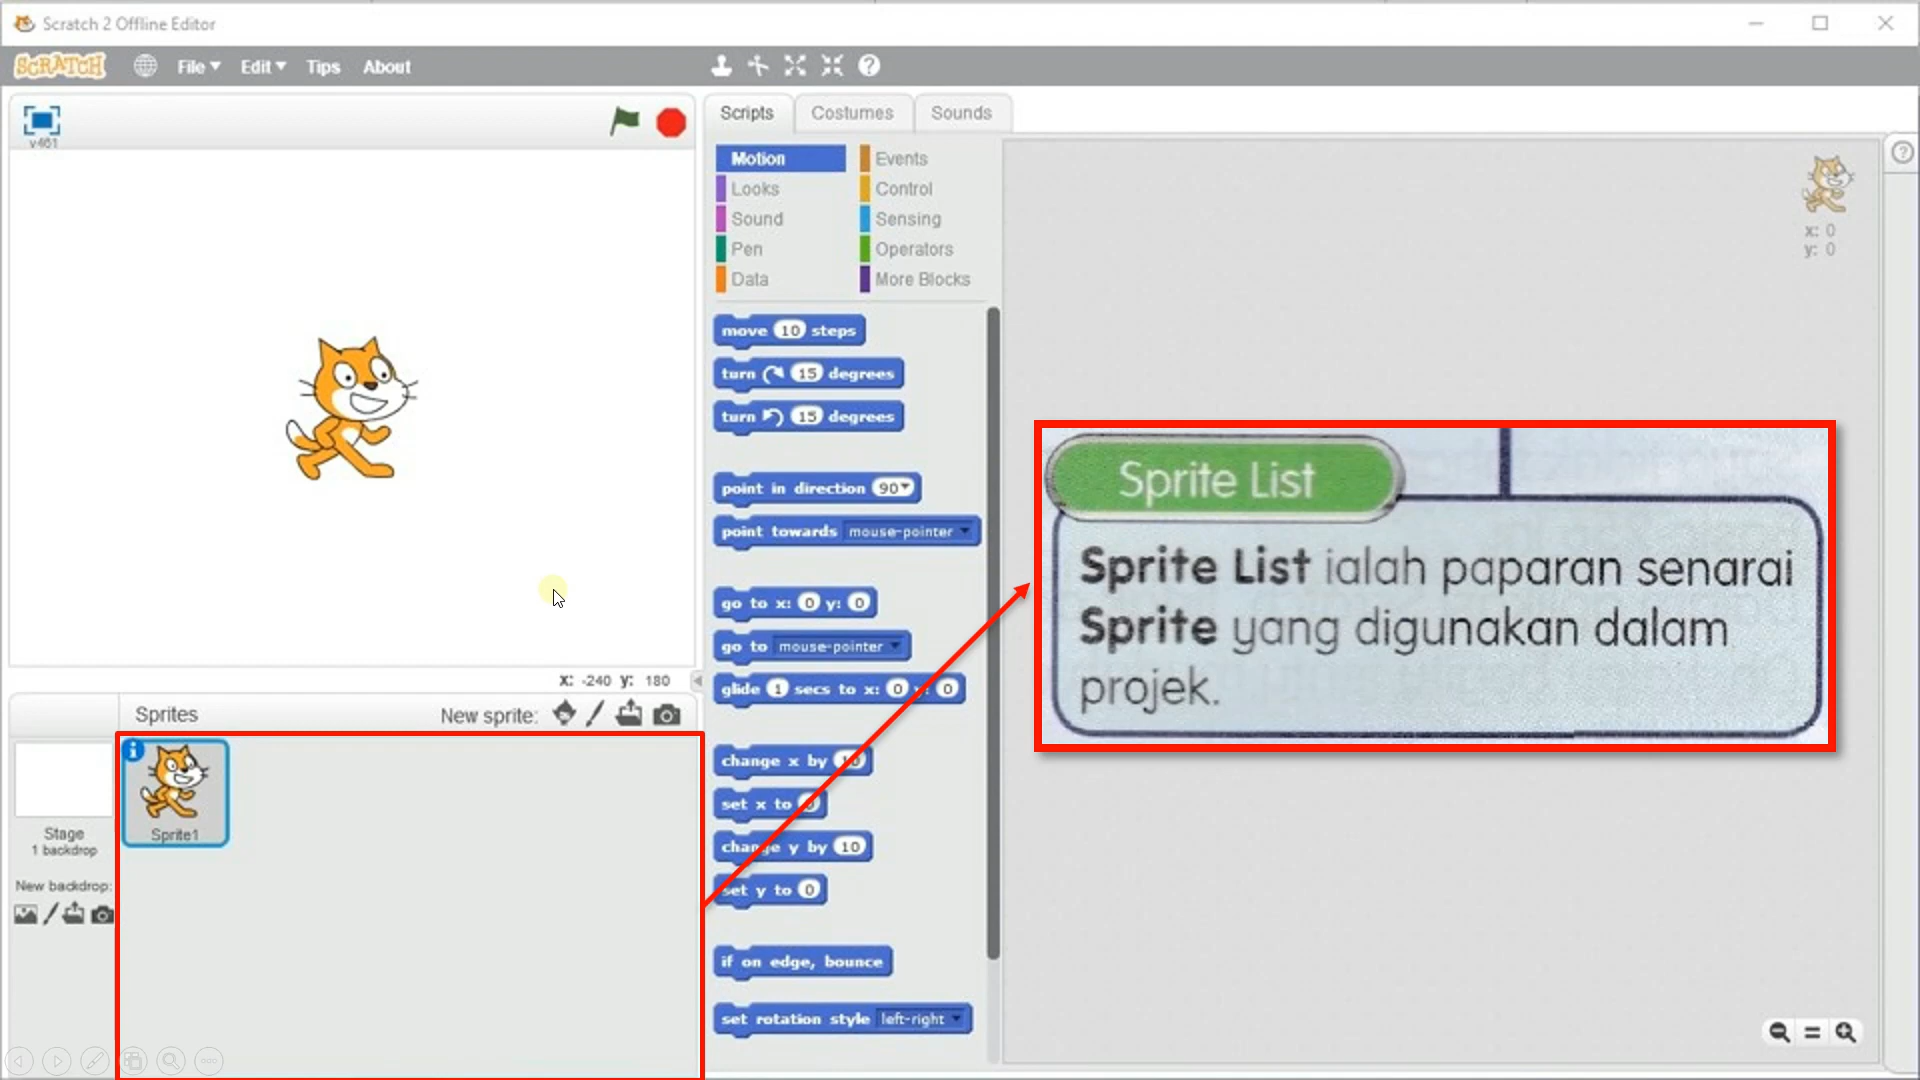 Scratch 2 Offline Editor
SCRATCH File Edit Tips About
v461
Scripts Costumes Sounds
Motion Events
Looks Control
Sound Sensing
Pen Operators
Data More Blocks
x: 0
y: 0
move 10 steps
turn 15 degrees
turn 15 degrees
point in direction 90
point towards mouse-pointer
go to x: 0 y: 0
go to mouse-pointer
glide 1 secs to x: 0 y: 0
change x by 10
set x to 0
change y by 10
set y to 0
if on edge, bounce
set rotation style left-right
x: -240 y: 180
Sprites New sprite:
Sprite1
Stage
1 backdrop
New backdrop:
Sprite List
Sprite List ialah paparan senarai
Sprite yang digunakan dalam
projek.